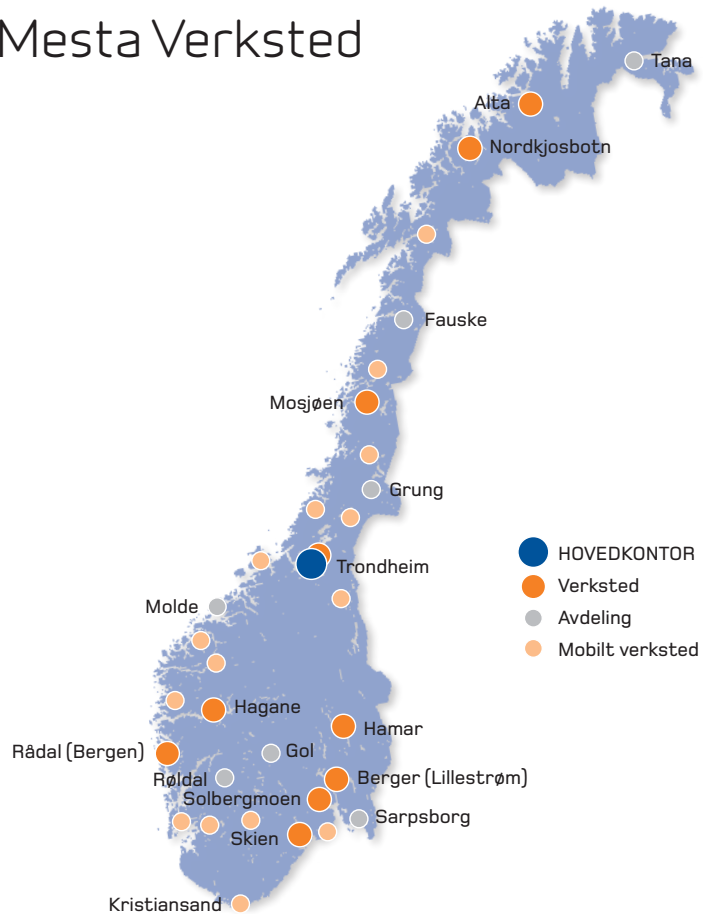 Mesta Verksted
Tana
Alta
Nordkjosbotn
Fauske
Mosjøen
Grung
HOVEDKONTOR
Trondheim
Verksted
Molde
Avdeling
Mobilt verksted
Hagane
Hamar
Rådal (Bergen)
Gol
Røldal
Berger (Lillestrøm)
Solbergmoen
Sarpsborg
Skien
Kristiansand